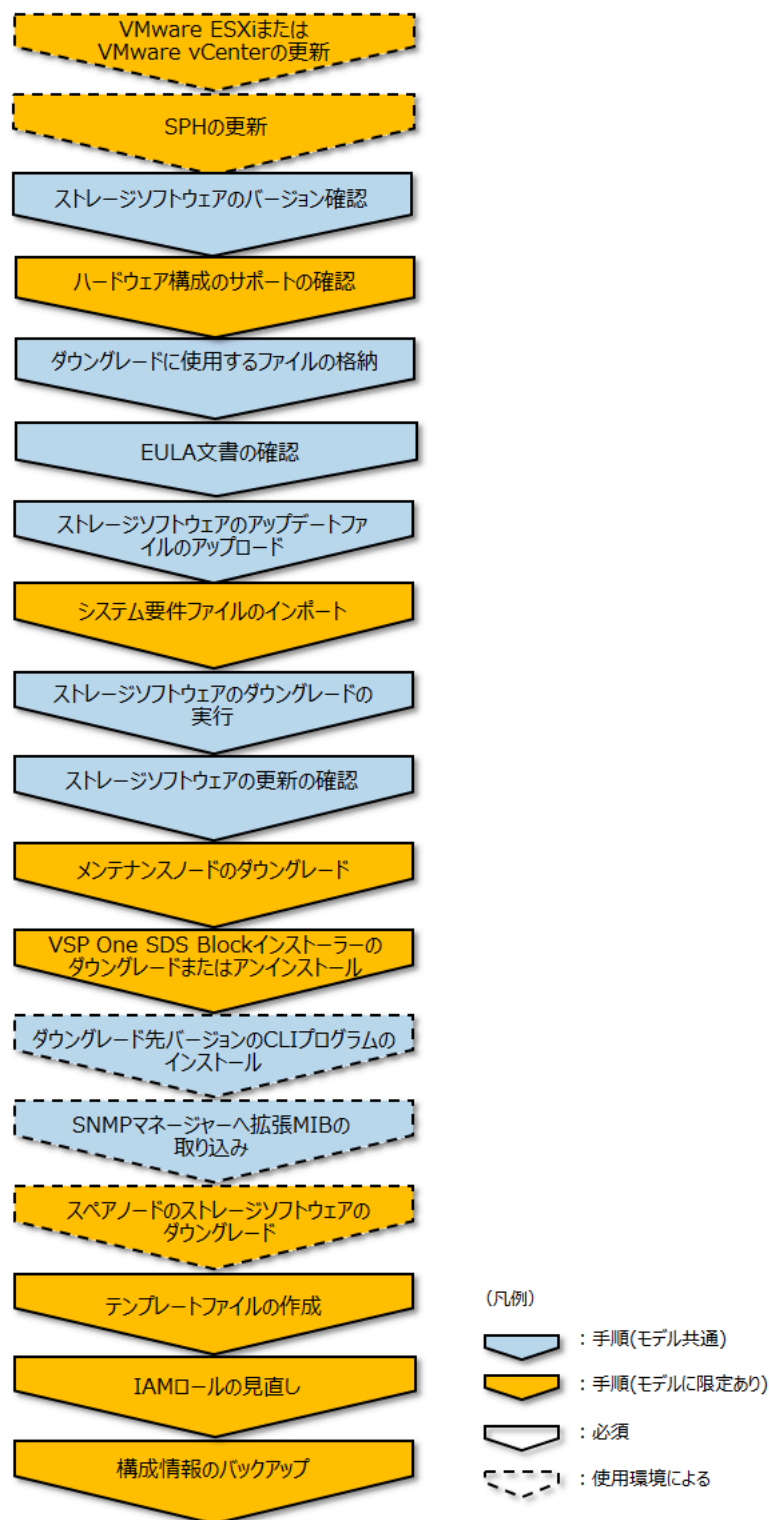 VMware ESXiまたは
VMware vCenterの更新
SPHの更新
ストレージソフトウェアのバージョン確認
ハードウェア構成のサポートの確認
ダウングレードに使用するファイルの格納
EULA文書の確認
ストレージソフトウェアのアップデートファ
イルのアップロード
システム要件ファイルのインポート
ストレージソフトウェアのダウングレードの
実行
ストレージソフトウェアの更新の確認
メンテナンスノードのダウングレード
VSP One SDS Blockインストーラーの
ダウングレードまたはアンインストール
ダウングレード先バージョンのCLIプログラムの
インストール
SNMPマネージャーへ拡張MIBの
取り込み
スペアノードのストレージソフトウェアの
ダウングレード
テンプレートファイルの作成
IAMロールの見直し
構成情報のバックアップ
（凡例）
：手順(モデル共通)
：手順(モデルに限定あり)
：必須
：使用環境による